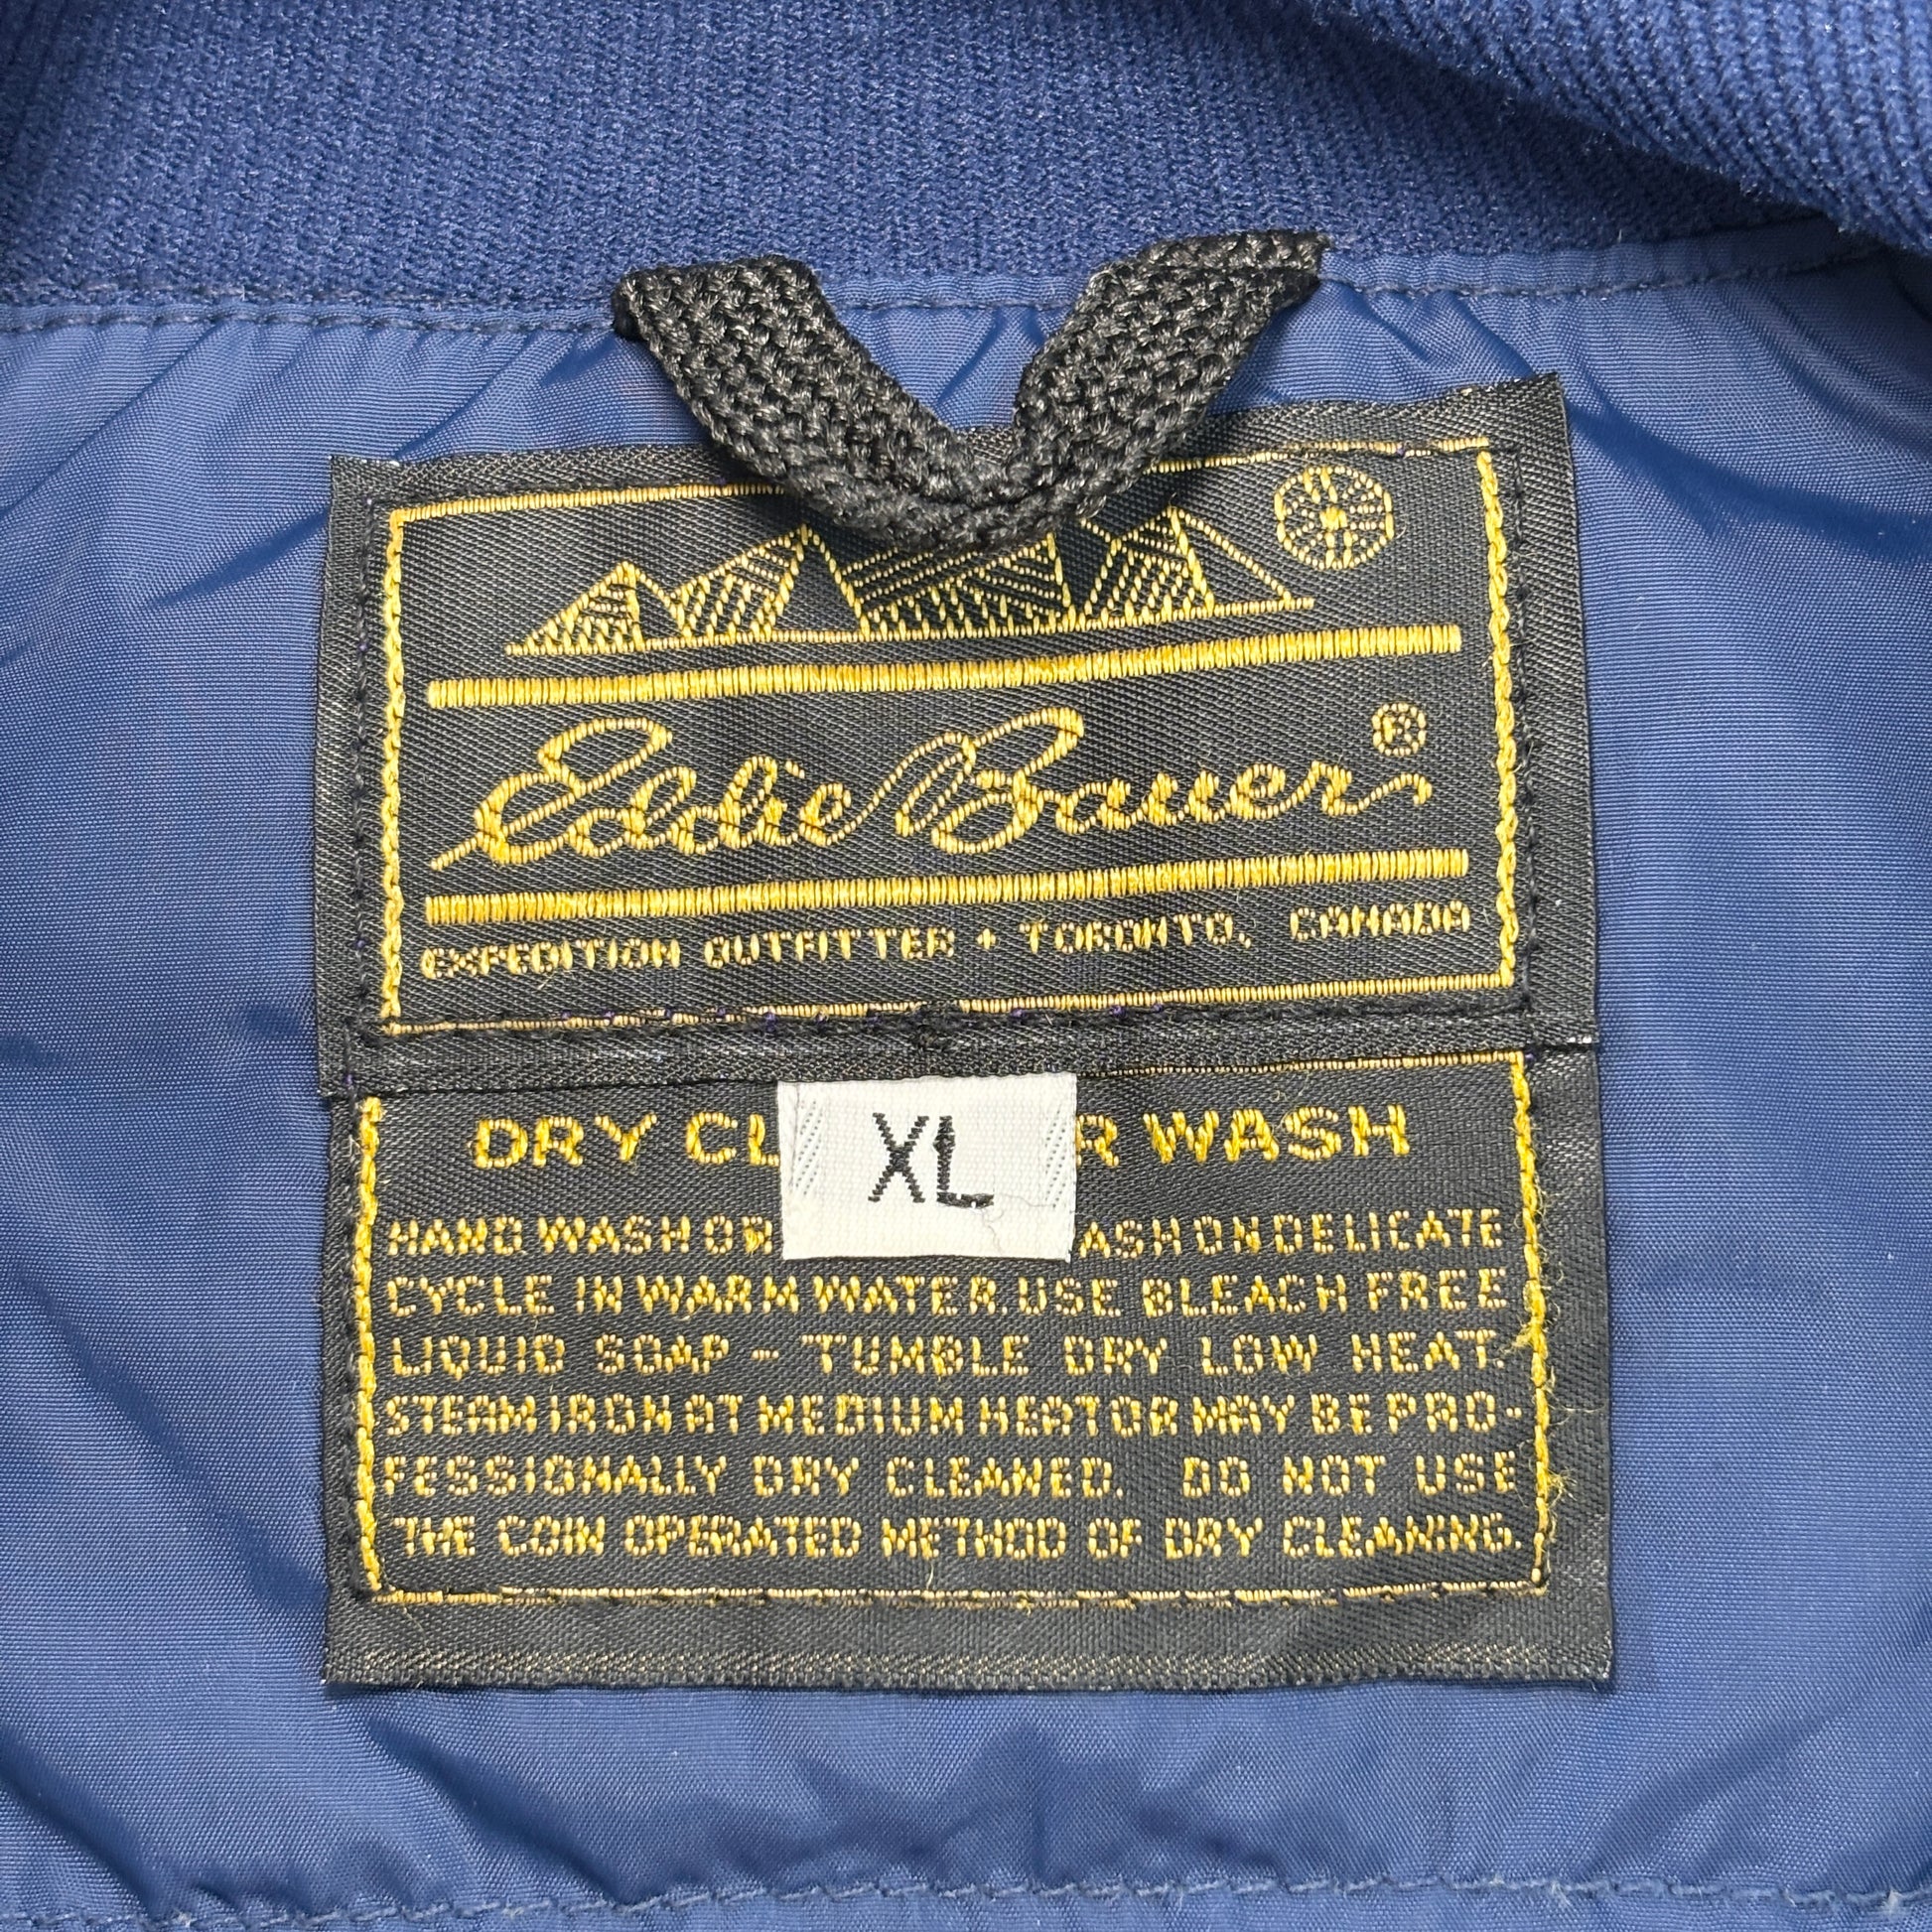 Eddie Bauer ®
EXPEDITION OUTFITTER • TORONTO, CANADA
XL
DRY WASH
HAND WASH OR ON DELICATE
CYCLE IN WARM WATER. USE BLEACH FREE
LIQUID SOAP - TUMBLE DRY LOW HEAT.
STEAM IRON AT MEDIUM HEAT OR MAY BE PRO-
FESSIONALLY DRY CLEANED. DO NOT USE
THE COIN OPERATED METHOD OF DRY CLEANING.